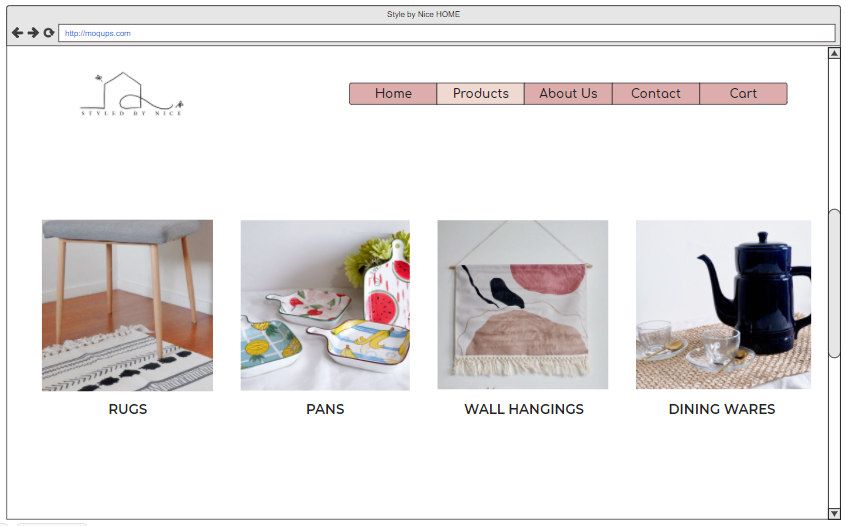 Style by Nice HOME
http://moqups.com
STYLED BY NICE
Home Products About Us Contact Cart
RUGS PANS WALL HANGINGS DINING WARES